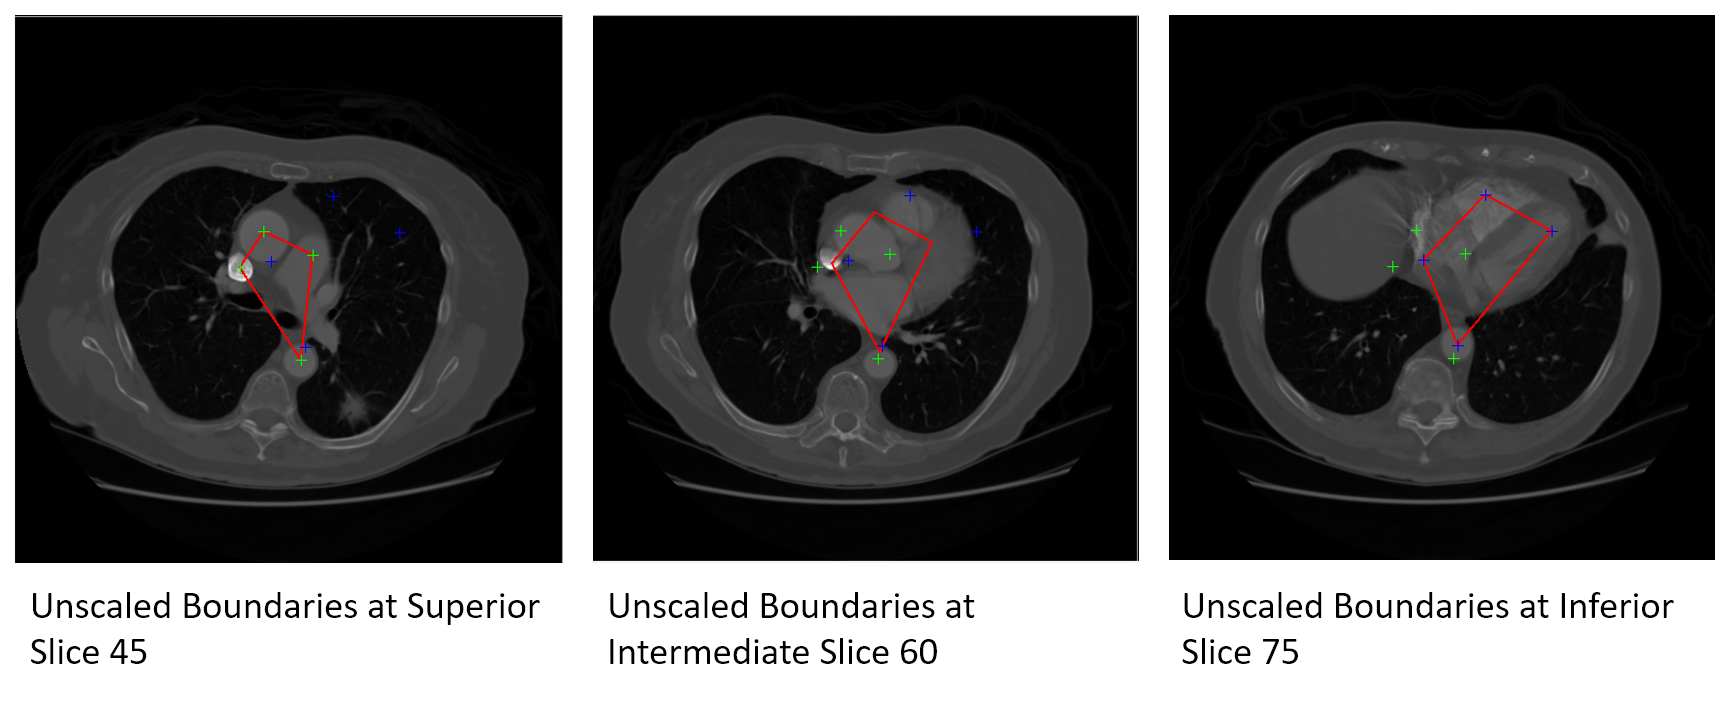 Unscaled Boundaries at Superior
Slice 45
Unscaled Boundaries at
Intermediate Slice 60
Unscaled Boundaries at Inferior
Slice 75